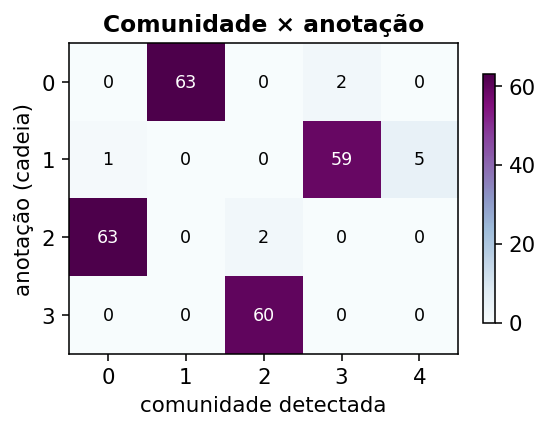 Comunidade × anotação
0 0 63 0 2 0
1 1 0 0 59 5
2 63 0 2 0 0
3 0 0 60 0 0
0 1 2 3 4
comunidade detectada
anotação (cadeia)
60
40
20
0